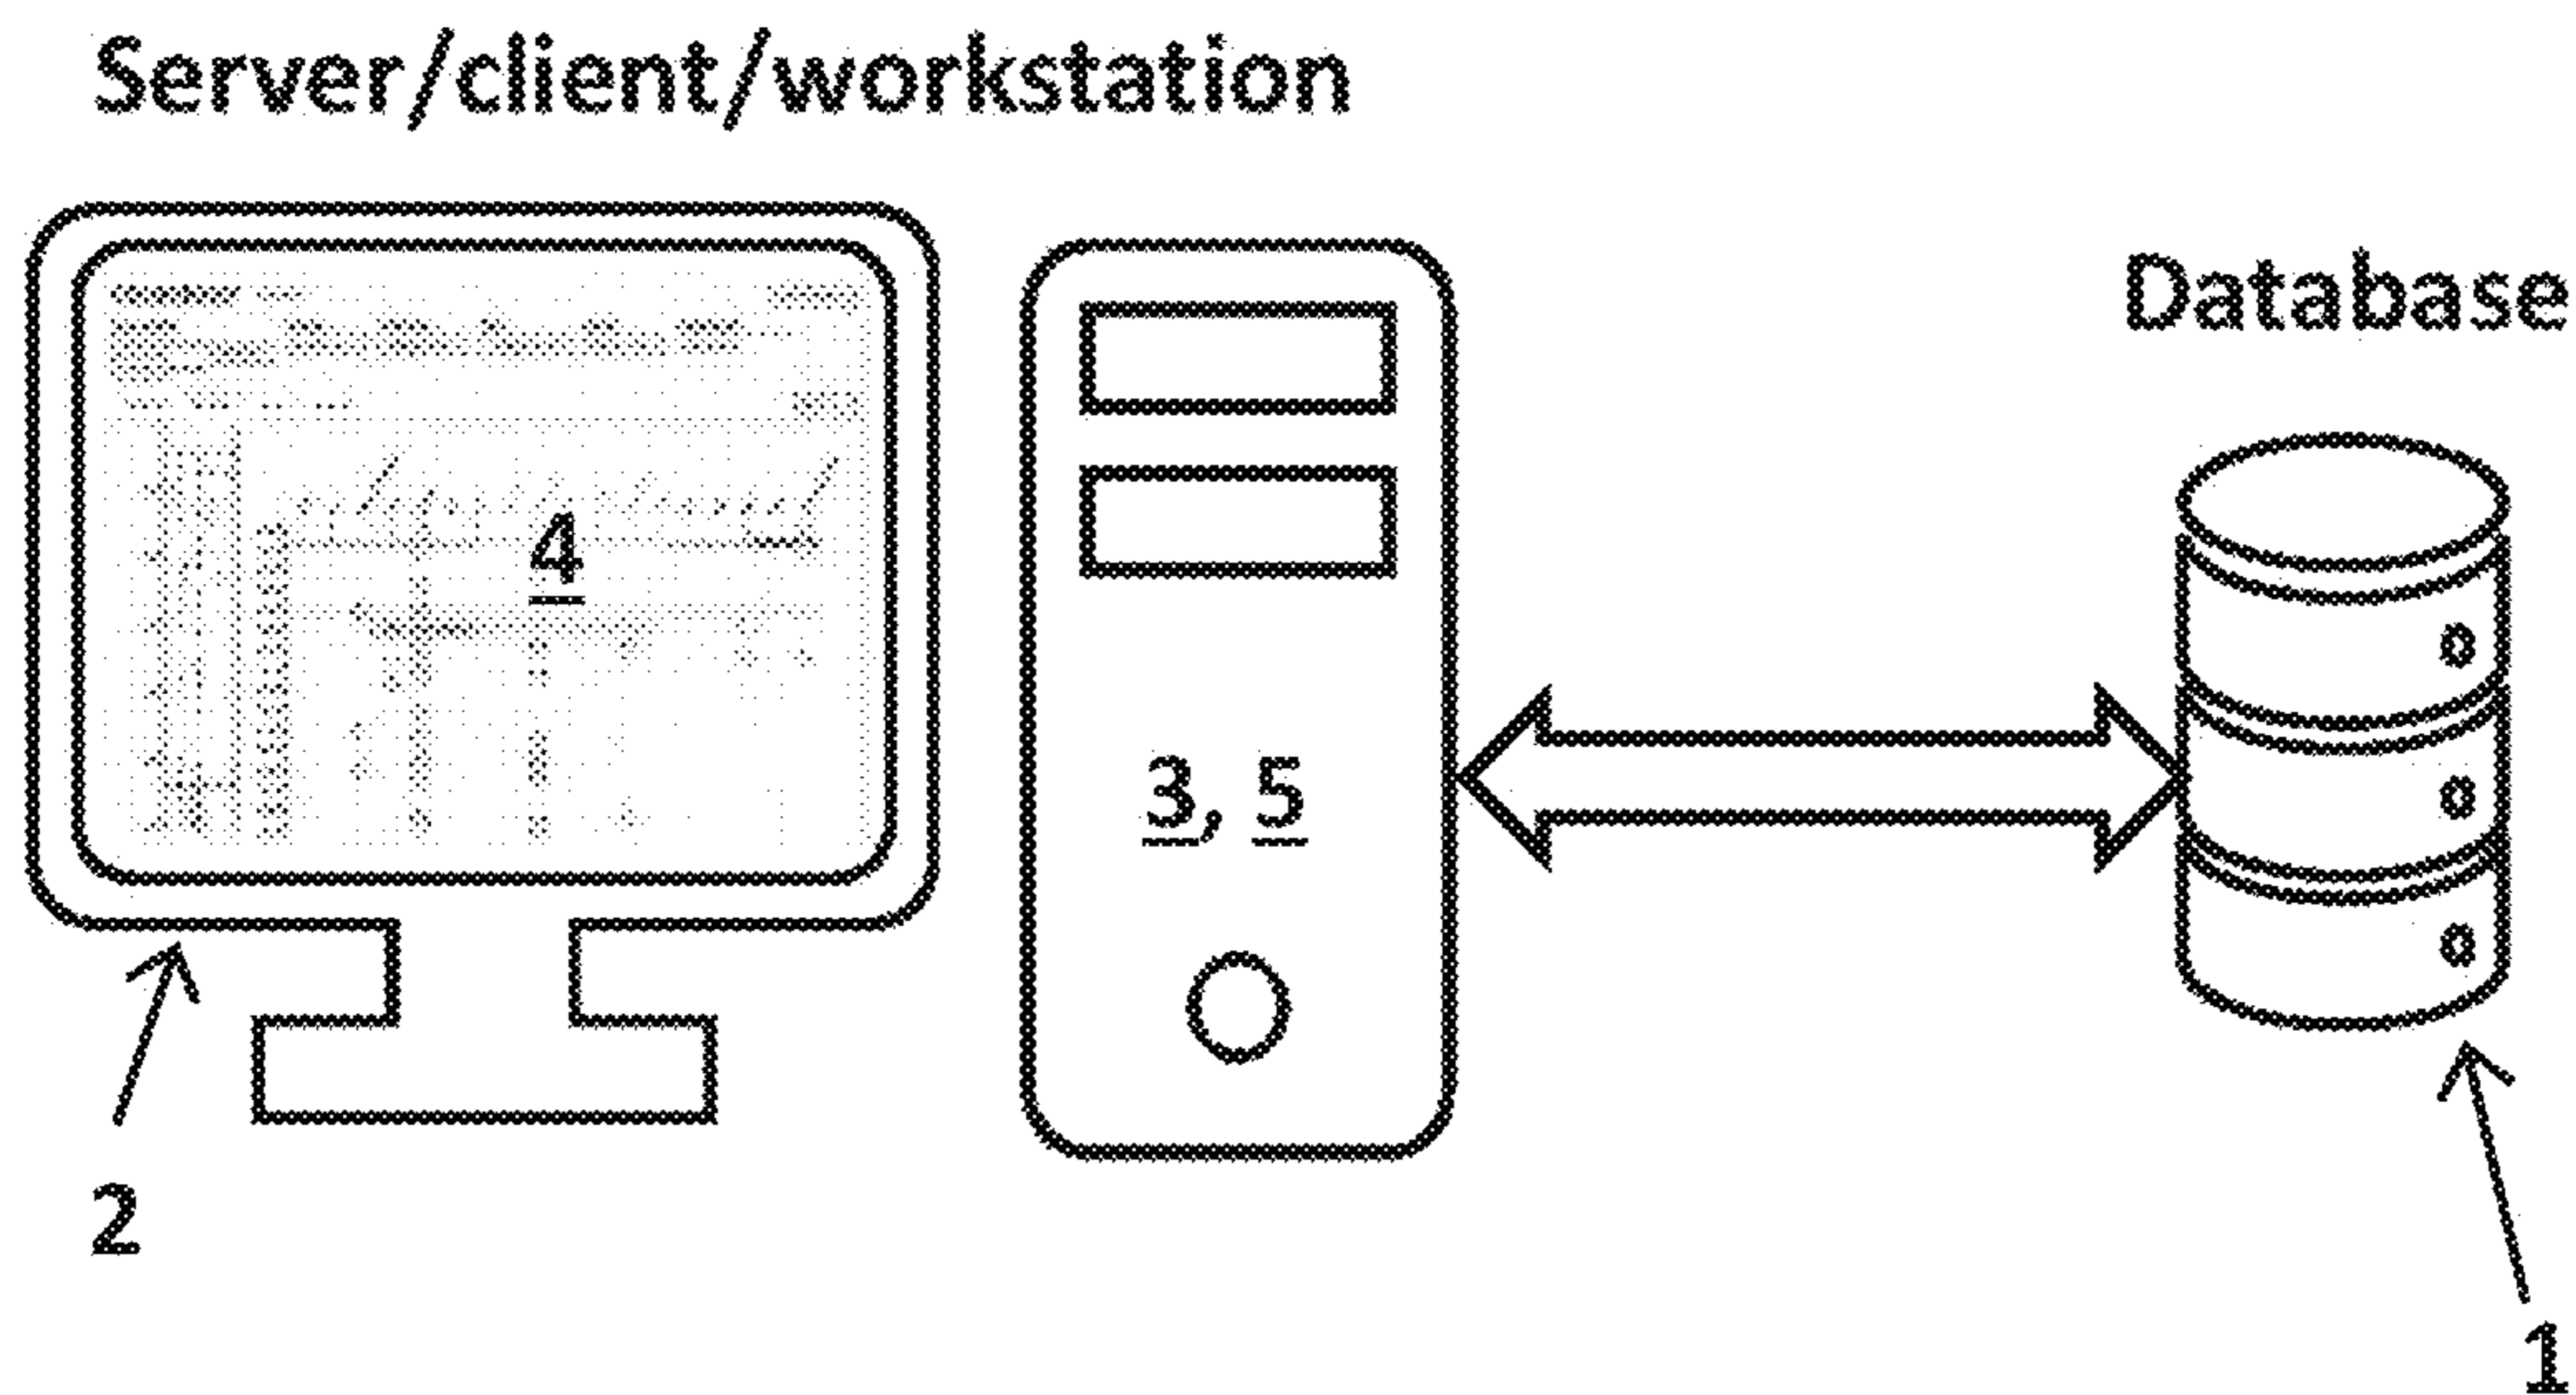 Server/client/workstation
Database
4
3, 5
2
1